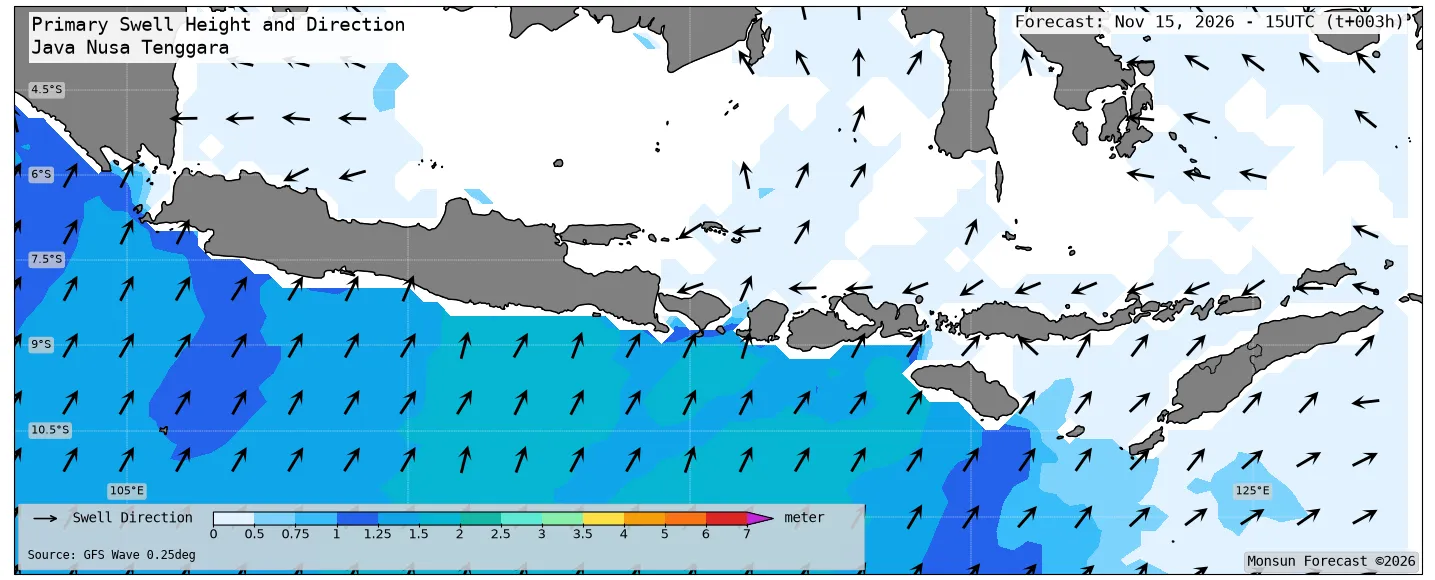 Primary Swell Height and Direction
Java Nusa Tenggara
Forecast: Nov 15, 2026 - 15UTC (t+003h)
4.5°S
6°S
7.5°S
9°S
10.5°S
105°E
125°E
Swell Direction
0 0.5 0.75 1 1.25 1.5 2 2.5 3 3.5 4 5 6 7
meter
Source: GFS Wave 0.25deg
Monsun Forecast ©2026